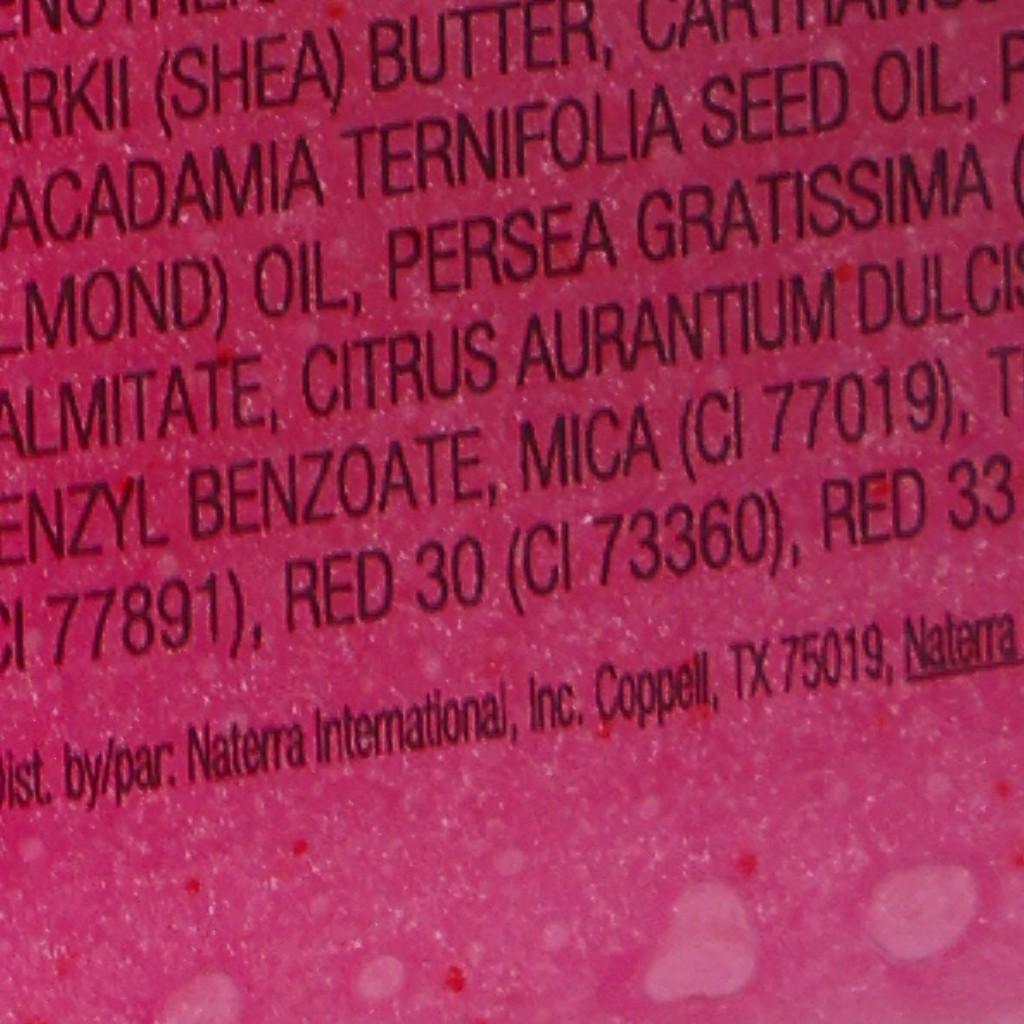 ARKII (SHEA) BUTTER,
ACADAMIA TERNIFOLIA SEED OIL,
LMOND) OIL, PERSEA GRATISSIMA (
ALMITATE, CITRUS AURANTIUM DULCIS
ENZYL BENZOATE, MICA (CI 77019), T
CI 77891), RED 30 (CI 73360), RED 33
Dist. by/par: Naterra International, Inc. Coppell, TX 75019, Naterra